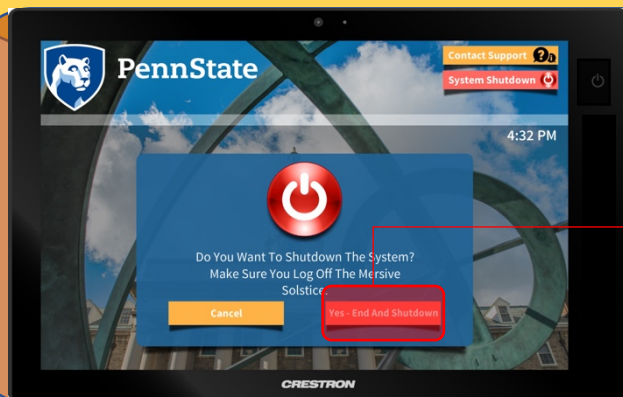 PennState
Contact Support
System Shutdown
4:32 PM
Do You Want To Shutdown The System?
Make Sure You Log Off The Mersive
Solstice.
Cancel
Yes - End And Shutdown
CRESTRON